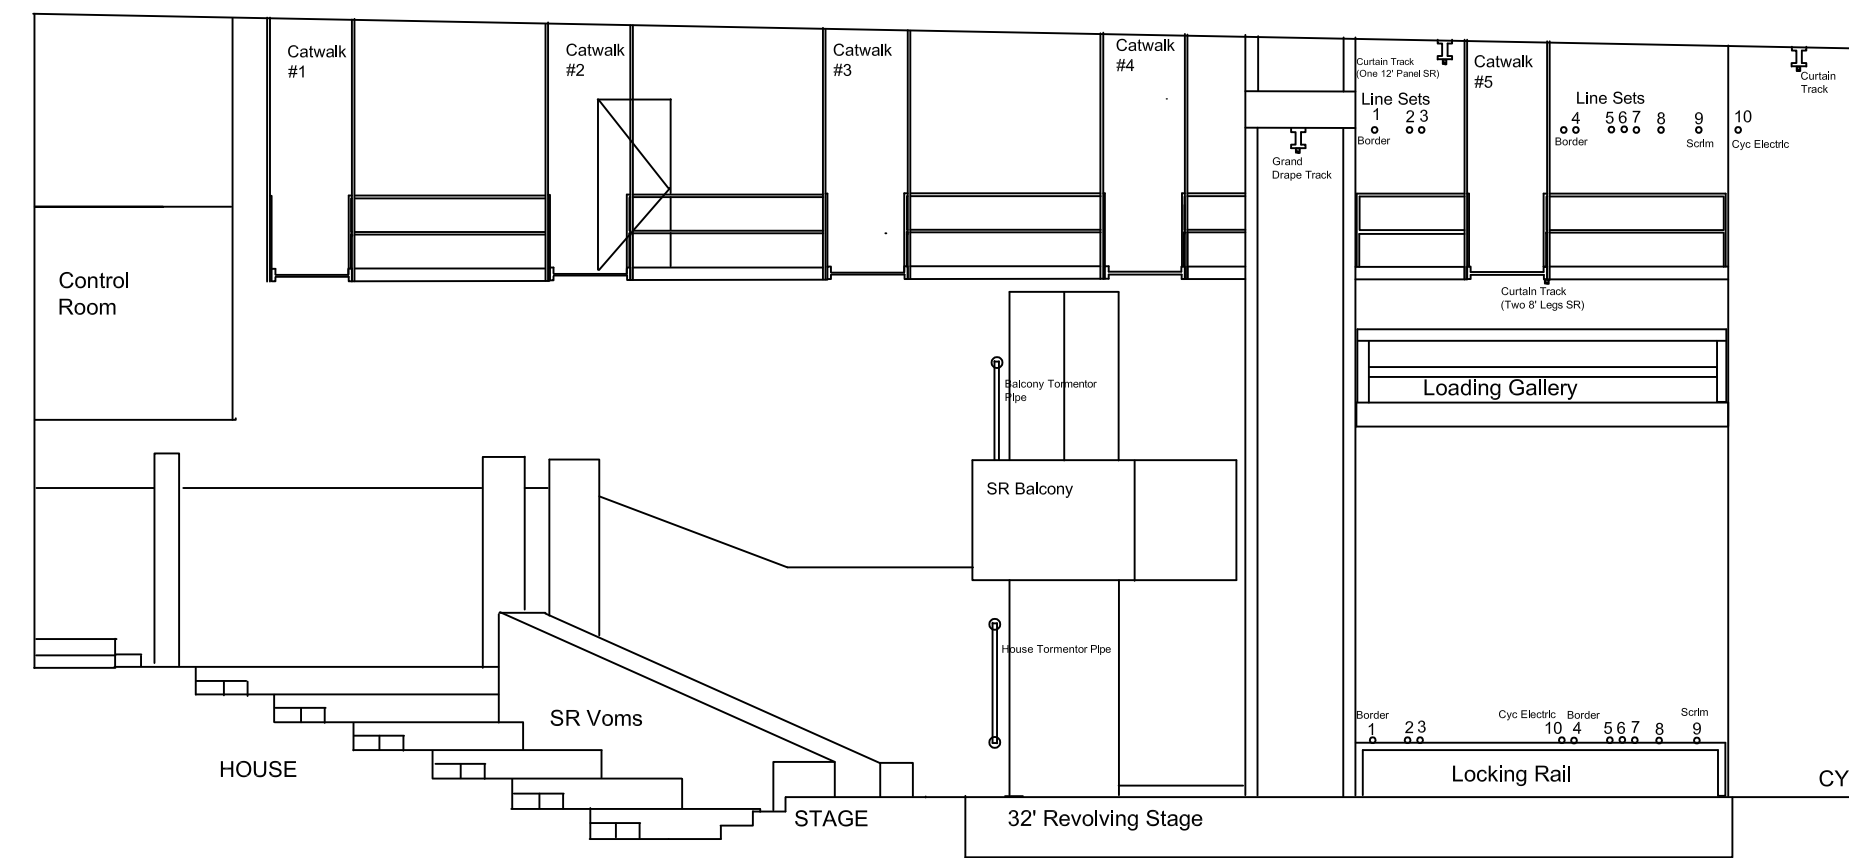 Catwalk
#1
Catwalk
#2
Catwalk
#3
Catwalk
#4
Curtain Track
(One 12' Panel SR)
Catwalk
#5
Curtain
Track
Line Sets
1
2 3
Border
Line Sets
4
5 6 7
8
9
10
Border
Scrim
Cyc Electric
Grand
Drape Track
Control
Room
Curtain Track
(Two 8' Legs SR)
Balcony Tormentor
Pipe
Loading Gallery
SR Balcony
House Tormentor Pipe
SR Voms
Border
1
2 3
Cyc Electric
Border
Scrim
10 4
5 6 7
8
9
HOUSE
Locking Rail
CY
STAGE
32' Revolving Stage